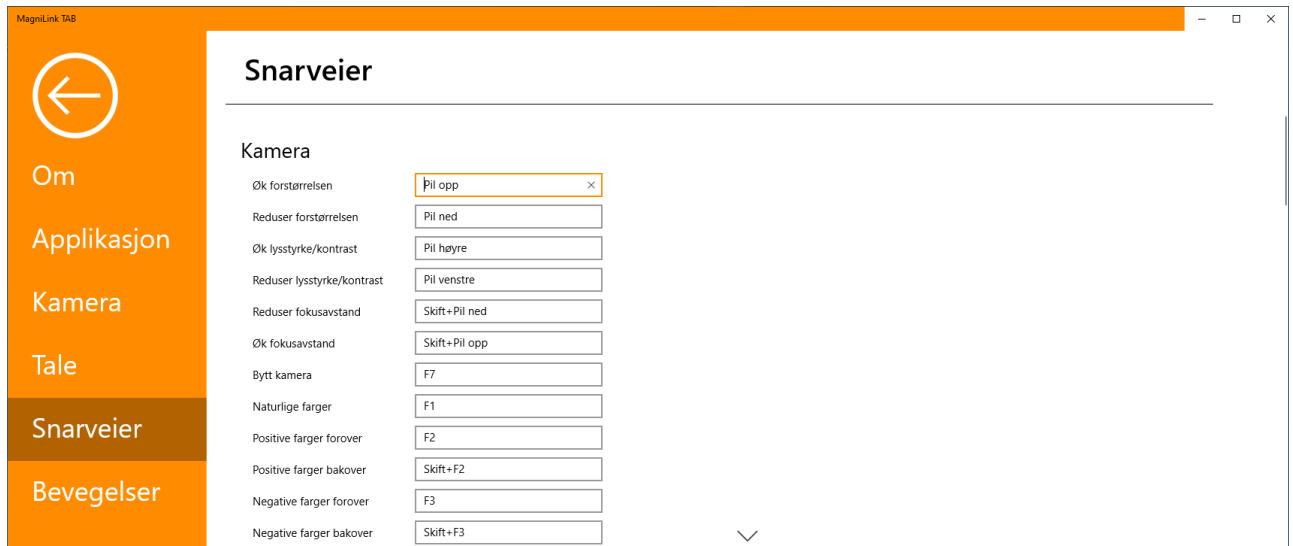 MagniLink TAB
Om
Applikasjon
Kamera
Tale
Snarveier
Bevegelser
Snarveier
Kamera
Øk forstørrelsen Pil opp
Reduser forstørrelsen Pil ned
Øk lysstyrke/kontrast Pil høyre
Reduser lysstyrke/kontrast Pil venstre
Reduser fokusavstand Skift+Pil ned
Øk fokusavstand Skift+Pil opp
Bytt kamera F7
Naturlige farger F1
Positive farger forover F2
Positive farger bakover Skift+F2
Negative farger forover F3
Negative farger bakover Skift+F3